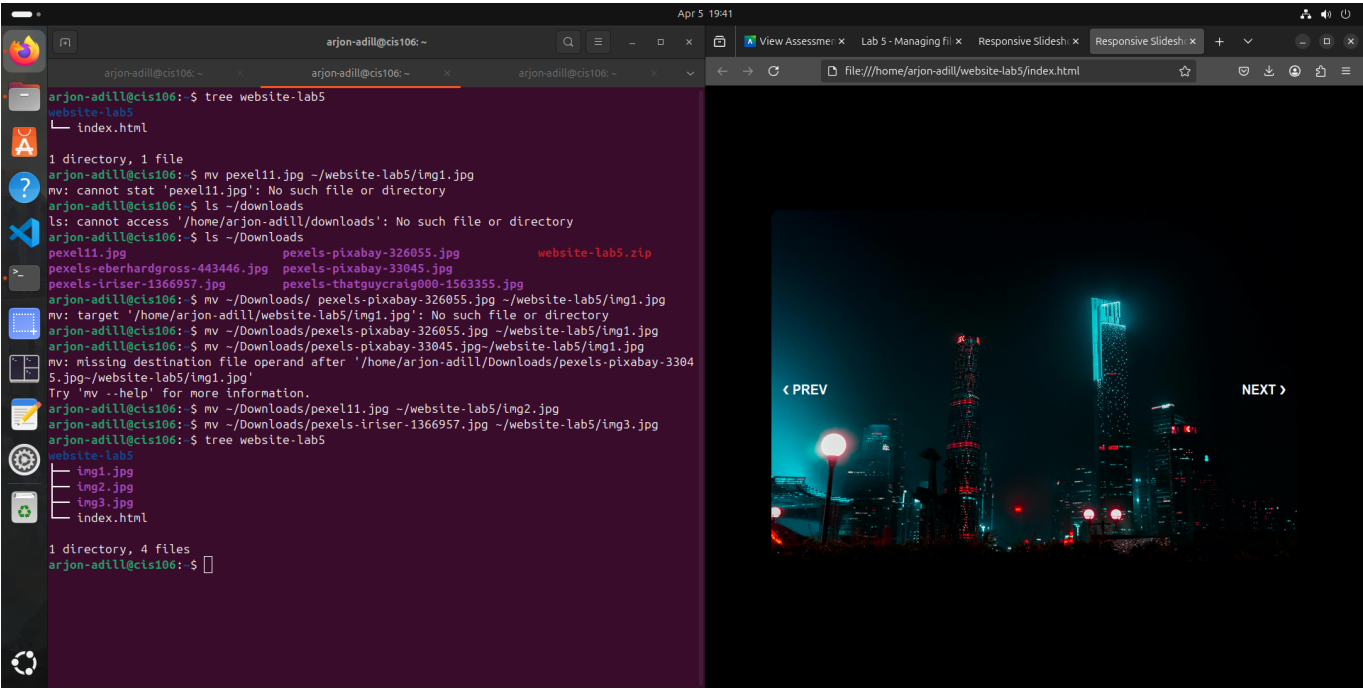 Apr 5 19:41
arjon-adill@cis106: ~
arjon-adill@cis106: ~
arjon-adill@cis106: ~
arjon-adill@cis106: ~
arjon-adill@cis106:~$ tree website-lab5
website-lab5
└── index.html
1 directory, 1 file
arjon-adill@cis106:~$ mv pexel11.jpg ~/website-lab5/img1.jpg
mv: cannot stat 'pexel11.jpg': No such file or directory
arjon-adill@cis106:~$ ls ~/downloads
ls: cannot access '/home/arjon-adill/downloads': No such file or directory
arjon-adill@cis106:~$ ls ~/Downloads
pexel11.jpg pexels-pixabay-326055.jpg website-lab5.zip
pexels-eberhardgross-443446.jpg pexels-pixabay-33045.jpg
pexels-iriser-1366957.jpg pexels-thatguycraig000-1563355.jpg
arjon-adill@cis106:~$ mv ~/Downloads/ pexels-pixabay-326055.jpg ~/website-lab5/img1.jpg
mv: target '/home/arjon-adill/website-lab5/img1.jpg': No such file or directory
arjon-adill@cis106:~$ mv ~/Downloads/pexels-pixabay-326055.jpg ~/website-lab5/img1.jpg
arjon-adill@cis106:~$ mv ~/Downloads/pexels-pixabay-33045.jpg~/website-lab5/img1.jpg
mv: missing destination file operand after '/home/arjon-adill/Downloads/pexels-pixabay-3304
5.jpg~/website-lab5/img1.jpg'
Try 'mv --help' for more information.
arjon-adill@cis106:~$ mv ~/Downloads/pexel11.jpg ~/website-lab5/img2.jpg
arjon-adill@cis106:~$ mv ~/Downloads/pexels-iriser-1366957.jpg ~/website-lab5/img3.jpg
arjon-adill@cis106:~$ tree website-lab5
website-lab5
├── img1.jpg
├── img2.jpg
├── img3.jpg
└── index.html
1 directory, 4 files
arjon-adill@cis106:~$
View Assessmen Lab 5 - Managing fil Responsive Slidesh Responsive Slidesh
file:///home/arjon-adill/website-lab5/index.html
❮ PREV
NEXT ❯